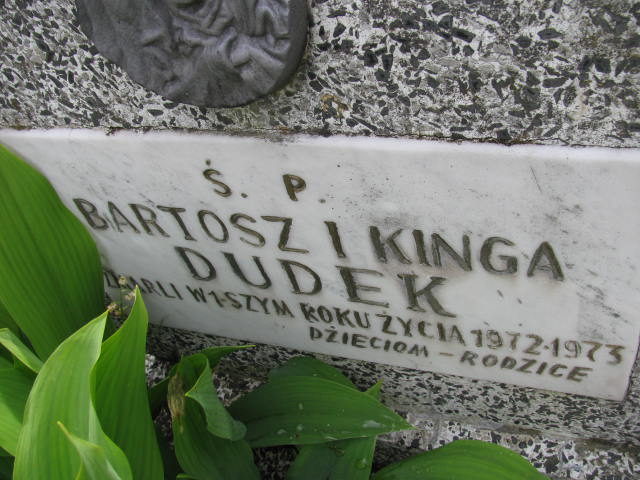 Ś. P.
BARTOSZ I KINGA
DUDEK
ZMARLI W 1-SZYM ROKU ŻYCIA 1972-1973
DZIECIOM - RODZICE